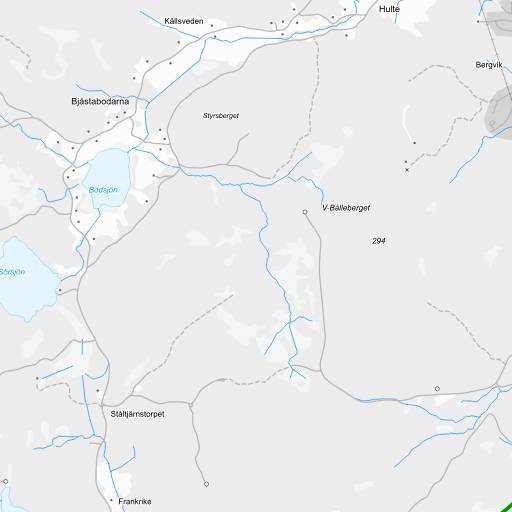 Hulte
Källsveden
Bergvik
Bjästabodarna
Styrsberget
Bodsjön
V-Bälleberget
294
Sörsjön
Ståltjärnstorpet
Frankrike